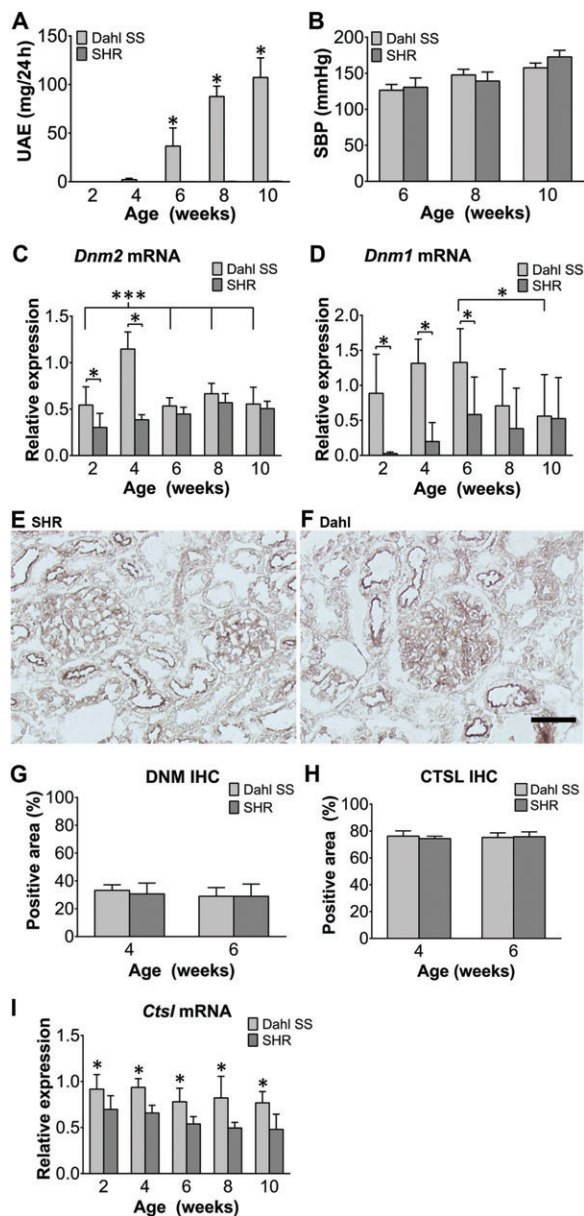 A
Dahl SS
SHR
UAE (mg/24h)
150
100
50
0
*
*
*
2 4 6 8 10
Age (weeks)
B
Dahl SS
SHR
SBP (mmHg)
200
150
100
50
0
6 8 10
Age (weeks)
C
Dnm2 mRNA
Dahl SS
SHR
Relative expression
1.5
1.0
0.5
0.0
***
*
*
2 4 6 8 10
Age (weeks)
D
Dnm1 mRNA
Dahl SS
SHR
Relative expression
2.0
1.5
1.0
0.5
0.0
*
*
*
*
2 4 6 8 10
Age (weeks)
E SHR
F Dahl
G
DNM IHC
Dahl SS
SHR
Positive area (%)
100
80
60
40
20
0
4 6
Age (weeks)
H
CTSL IHC
Dahl SS
SHR
Positive area (%)
100
80
60
40
20
0
4 6
Age (weeks)
I
Ctsl mRNA
Dahl SS
SHR
Relative expression
1.5
1.0
0.5
0.0
* * * * *
2 4 6 8 10
Age (weeks)